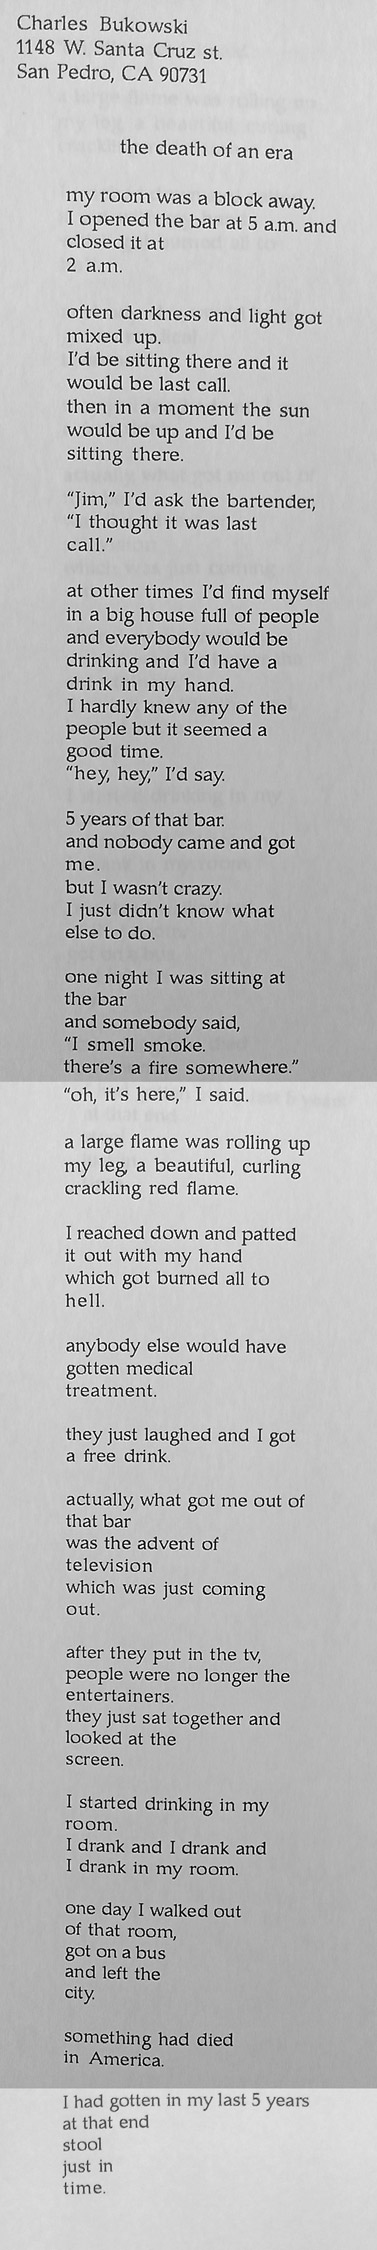 Charles Bukowski
1148 W. Santa Cruz st.
San Pedro, CA 90731
the death of an era
my room was a block away.
I opened the bar at 5 a.m. and
closed it at
2 a.m.
often darkness and light got
mixed up.
I'd be sitting there and it
would be last call.
then in a moment the sun
would be up and I'd be
sitting there.
“Jim,” I'd ask the bartender,
“I thought it was last
call.”
at other times I'd find myself
in a big house full of people
and everybody would be
drinking and I'd have a
drink in my hand.
I hardly knew any of the
people but it seemed a
good time.
“hey, hey,” I'd say.
5 years of that bar.
and nobody came and got
me.
but I wasn't crazy.
I just didn't know what
else to do.
one night I was sitting at
the bar
and somebody said,
“I smell smoke.
there's a fire somewhere.”
“oh, it's here,” I said.
a large flame was rolling up
my leg, a beautiful, curling
crackling red flame.
I reached down and patted
it out with my hand
which got burned all to
hell.
anybody else would have
gotten medical
treatment.
they just laughed and I got
a free drink.
actually, what got me out of
that bar
was the advent of
television
which was just coming
out.
after they put in the tv,
people were no longer the
entertainers.
they just sat together and
looked at the
screen.
I started drinking in my
room.
I drank and I drank and
I drank in my room.
one day I walked out
of that room,
got on a bus
and left the
city.
something had died
in America.
I had gotten in my last 5 years
at that end
stool
just in
time.